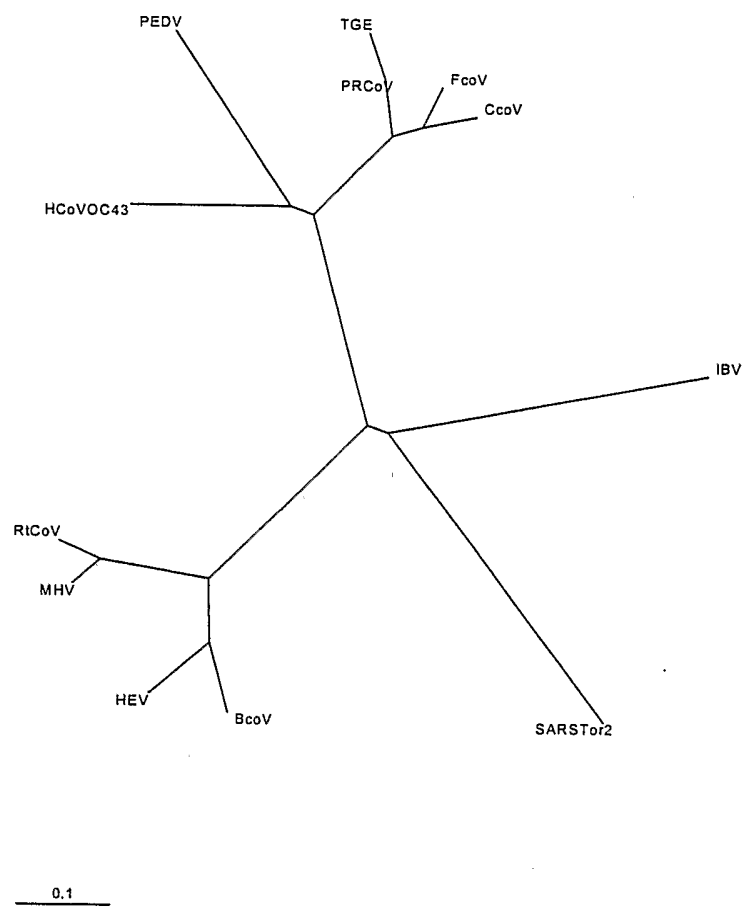 PEDV
TGE
PRCoV
FcoV
CcoV
HCoVOC43
IBV
RtCoV
MHV
HEV
BcoV
SARSTor2
0.1